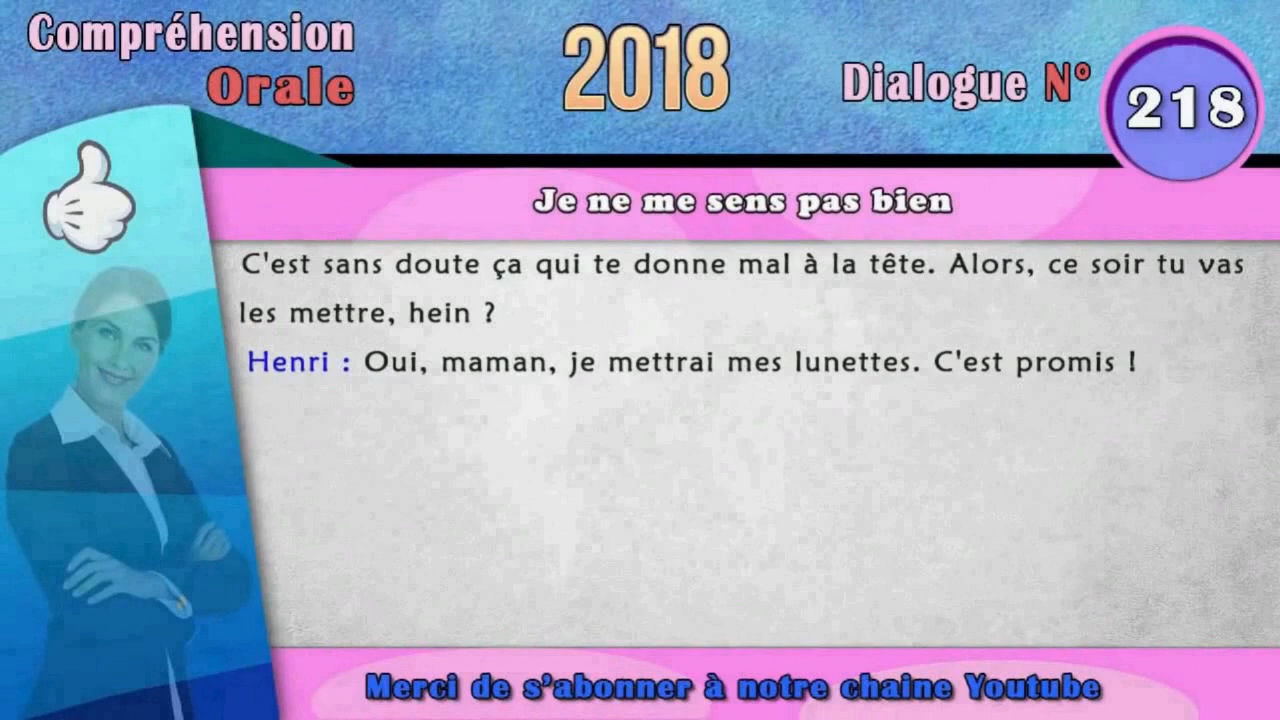 Compréhension
Orale
2018
Dialogue N°
218
Je ne me sens pas bien
C'est sans doute ça qui te donne mal à la tête. Alors, ce soir tu vas
les mettre, hein ?
Henri : Oui, maman, je mettrai mes lunettes. C'est promis !
Merci de s'abonner à notre chaine Youtube